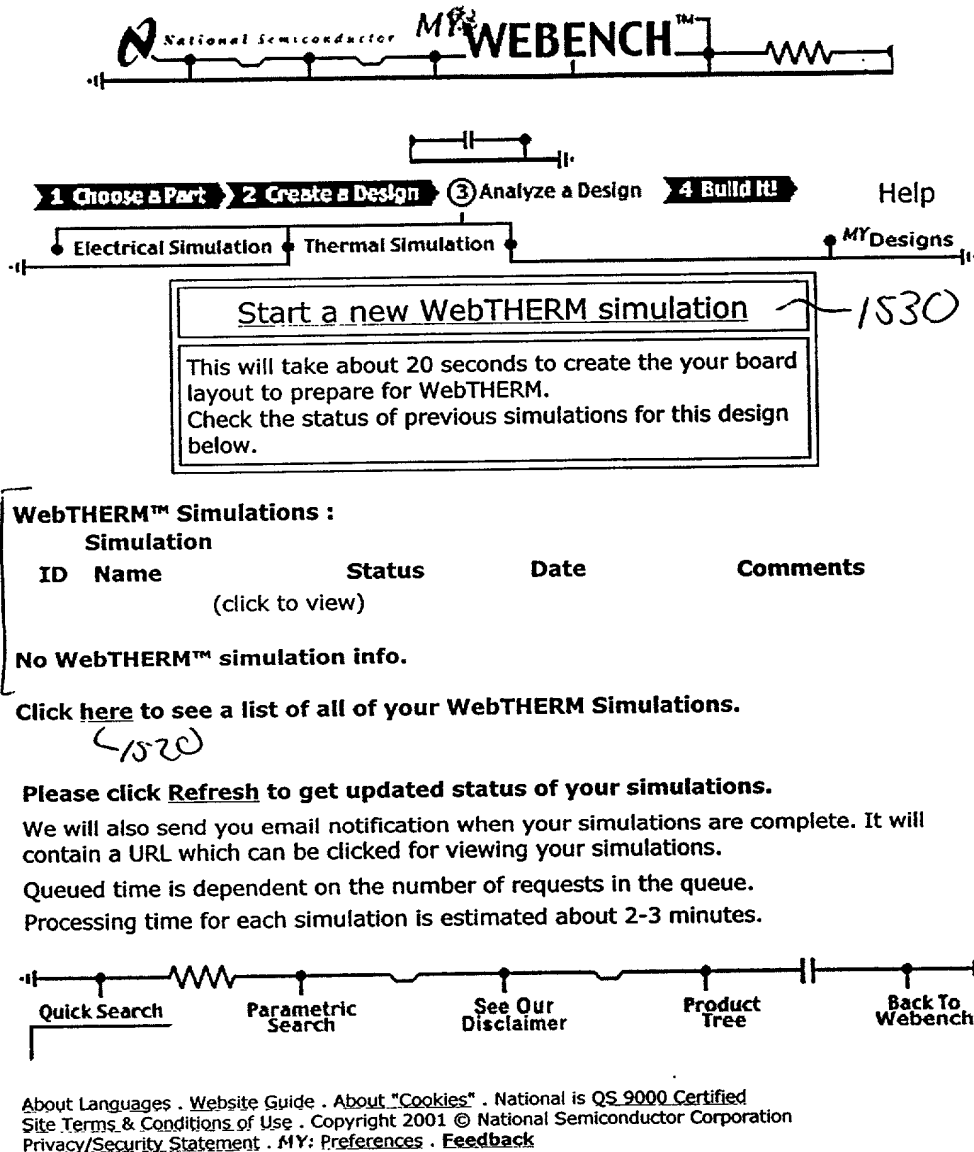 National Semiconductor MY WEBENCH™
1 Choose a Part 2 Create a Design 3 Analyze a Design 4 Build It! Help
Electrical Simulation Thermal Simulation MY Designs
Start a new WebTHERM simulation 1530
This will take about 20 seconds to create the your board
layout to prepare for WebTHERM.
Check the status of previous simulations for this design
below.
WebTHERM™ Simulations :
Simulation
ID Name Status Date Comments
(click to view)
No WebTHERM™ simulation info.
Click here to see a list of all of your WebTHERM Simulations.
1520
Please click Refresh to get updated status of your simulations.
We will also send you email notification when your simulations are complete. It will
contain a URL which can be clicked for viewing your simulations.
Queued time is dependent on the number of requests in the queue.
Processing time for each simulation is estimated about 2-3 minutes.
Quick Search Parametric Search See Our Disclaimer Product Tree Back To Webench
About Languages . Website Guide . About "Cookies" . National is QS 9000 Certified
Site Terms & Conditions of Use . Copyright 2001 © National Semiconductor Corporation
Privacy/Security Statement . MY: Preferences . Feedback